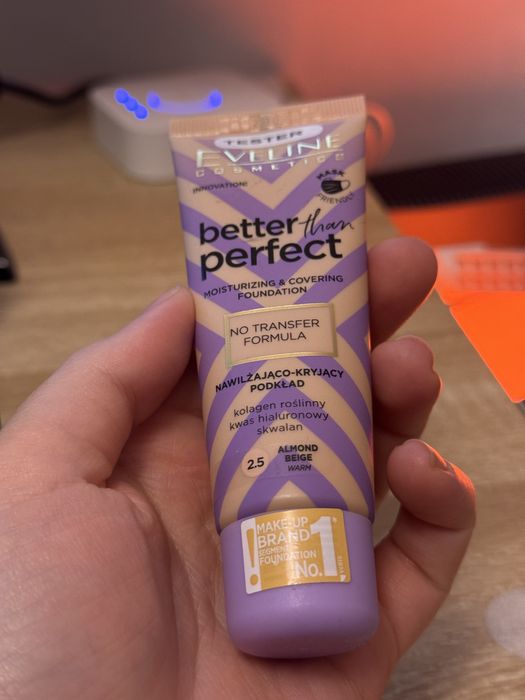 TESTER
EVELINE
COSMETICS
INNOVATION!
MASK
FRIENDLY
better than
perfect
MOISTURIZING & COVERING
FOUNDATION
NO TRANSFER
FORMULA
NAWILŻAJĄCO-KRYJĄCY
PODKŁAD
kolagen roślinny
kwas hialuronowy
skwalan
2.5 ALMOND
BEIGE
WARM
! MAKE-UP
BRAND
SEGMENT
FOUNDATION
No.1